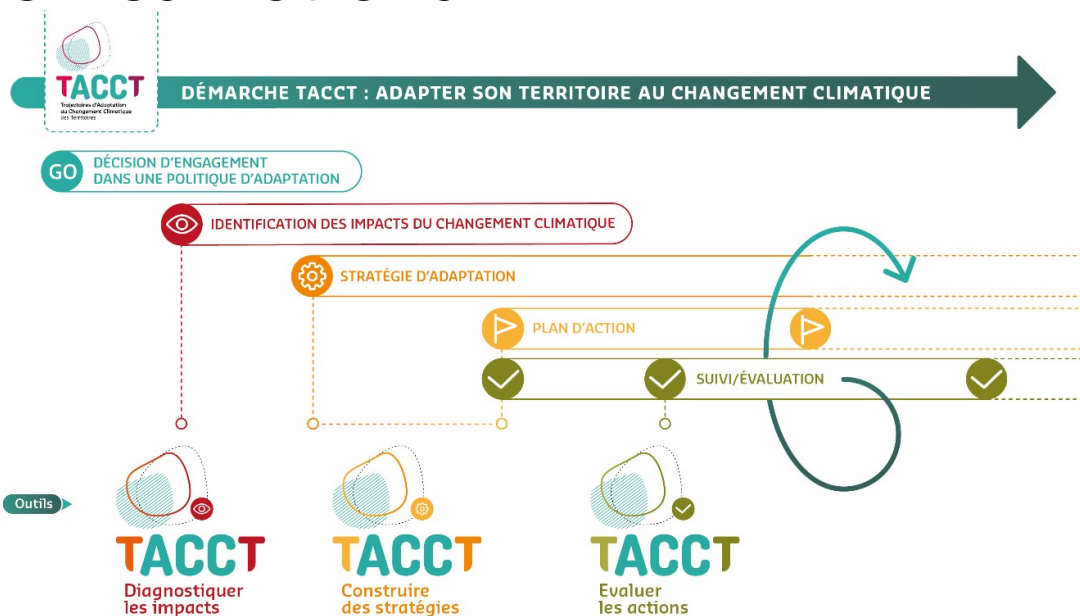 TACCT
Trajectoires d'Adaptation
au Changement Climatique
des Territoires
DÉMARCHE TACCT : ADAPTER SON TERRITOIRE AU CHANGEMENT CLIMATIQUE
GO
DÉCISION D'ENGAGEMENT
DANS UNE POLITIQUE D'ADAPTATION
IDENTIFICATION DES IMPACTS DU CHANGEMENT CLIMATIQUE
STRATÉGIE D'ADAPTATION
PLAN D'ACTION
SUIVI/ÉVALUATION
Outils
TACCT
Diagnostiquer
les impacts
TACCT
Construire
des stratégies
TACCT
Evaluer
les actions